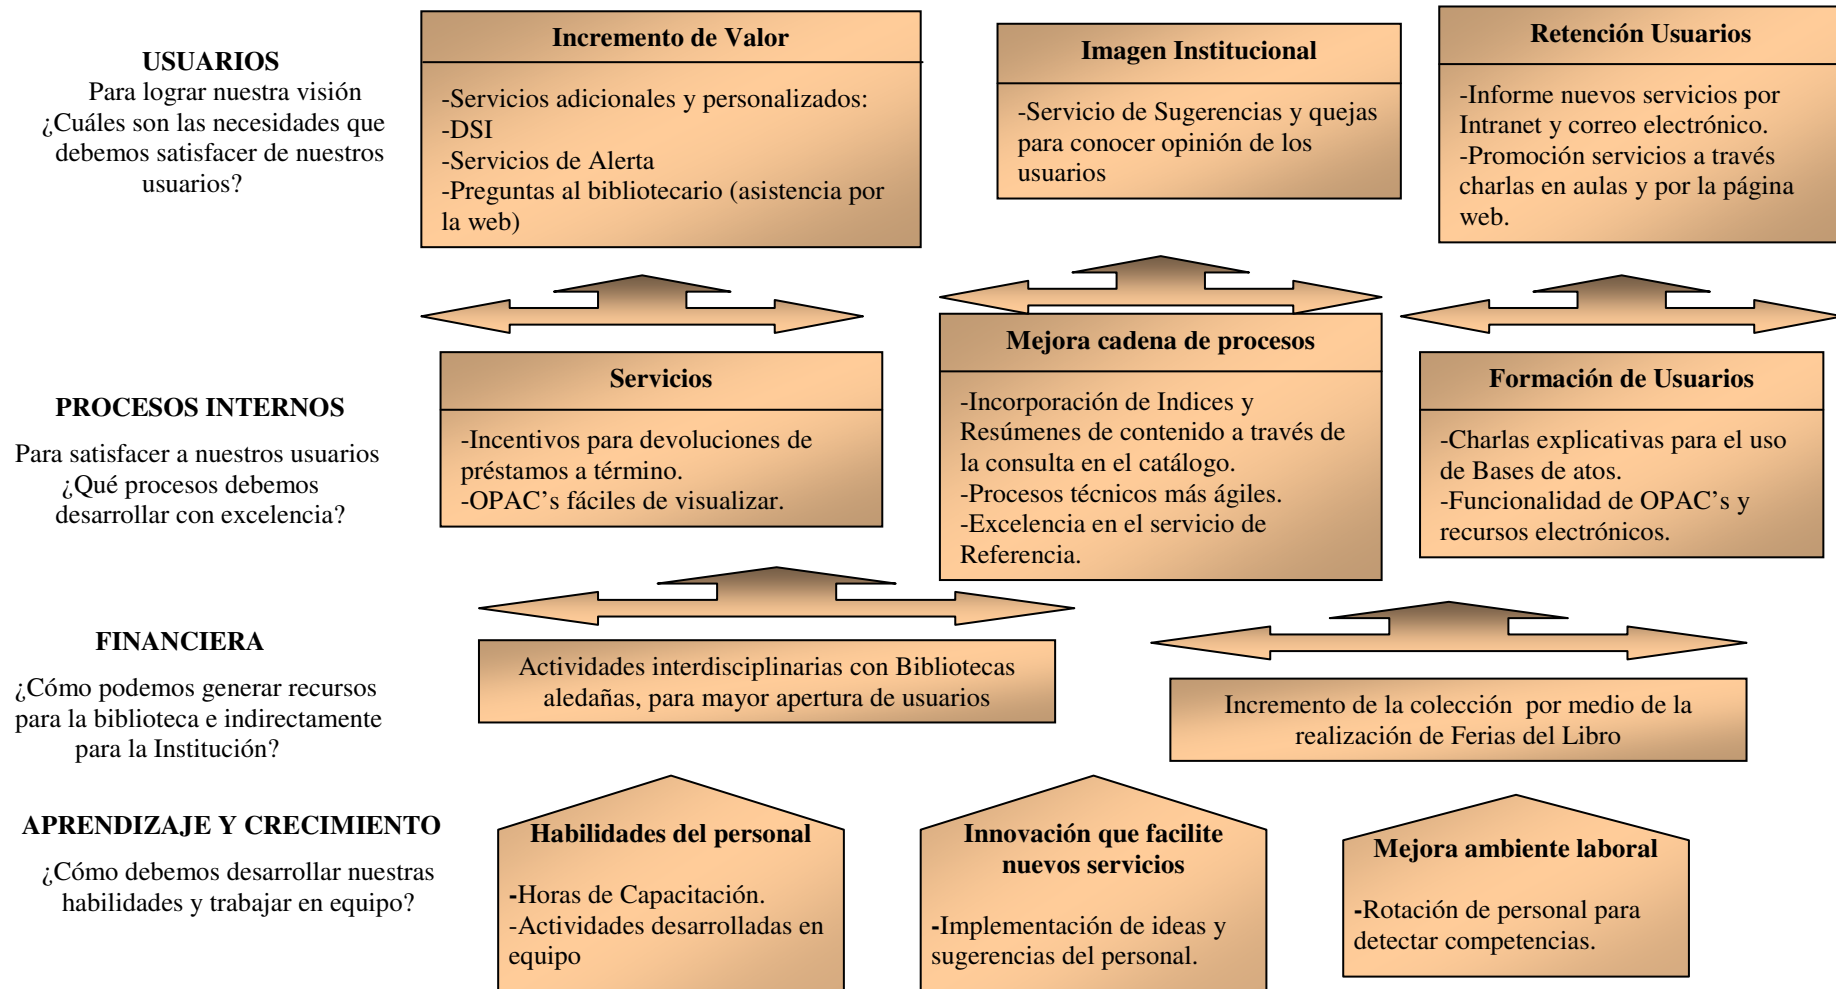 USUARIOS
Para lograr nuestra visión
¿Cuáles son las necesidades que
debemos satisfacer de nuestros
usuarios?
Incremento de Valor
-Servicios adicionales y personalizados:
-DSI
-Servicios de Alerta
-Preguntas al bibliotecario (asistencia por
la web)
Imagen Institucional
-Servicio de Sugerencias y quejas
para conocer opinión de los
usuarios
Retención Usuarios
-Informe nuevos servicios por
Intranet y correo electrónico.
-Promoción servicios a través
charlas en aulas y por la página
web.
PROCESOS INTERNOS
Para satisfacer a nuestros usuarios
¿Qué procesos debemos
desarrollar con excelencia?
Servicios
-Incentivos para devoluciones de
préstamos a término.
-OPAC’s fáciles de visualizar.
Mejora cadena de procesos
-Incorporación de Indices y
Resúmenes de contenido a través de
la consulta en el catálogo.
-Procesos técnicos más ágiles.
-Excelencia en el servicio de
Referencia.
Formación de Usuarios
-Charlas explicativas para el uso
de Bases de atos.
-Funcionalidad de OPAC’s y
recursos electrónicos.
FINANCIERA
¿Cómo podemos generar recursos
para la biblioteca e indirectamente
para la Institución?
Actividades interdisciplinarias con Bibliotecas
aledañas, para mayor apertura de usuarios
Incremento de la colección  por medio de la
realización de Ferias del Libro
APRENDIZAJE Y CRECIMIENTO
¿Cómo debemos desarrollar nuestras
habilidades y trabajar en equipo?
Habilidades del personal
-Horas de Capacitación.
-Actividades desarrolladas en
equipo
Innovación que facilite
nuevos servicios
-Implementación de ideas y
sugerencias del personal.
Mejora ambiente laboral
-Rotación de personal para
detectar competencias.